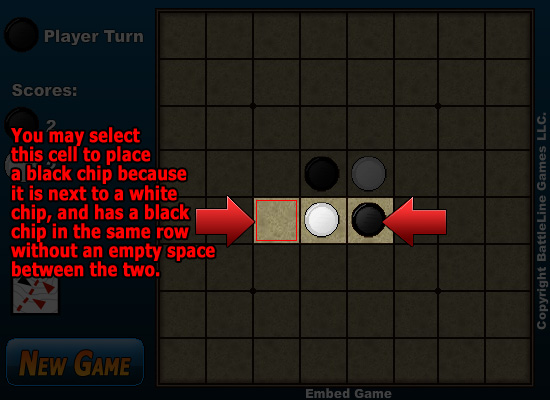 Player Turn
Scores:
2
You may select
this cell to place
a black chip because
it is next to a white
chip, and has a black
chip in the same row
without an empty space
between the two.
New Game
Embed Game
Copyright BattleLine Games LLC.